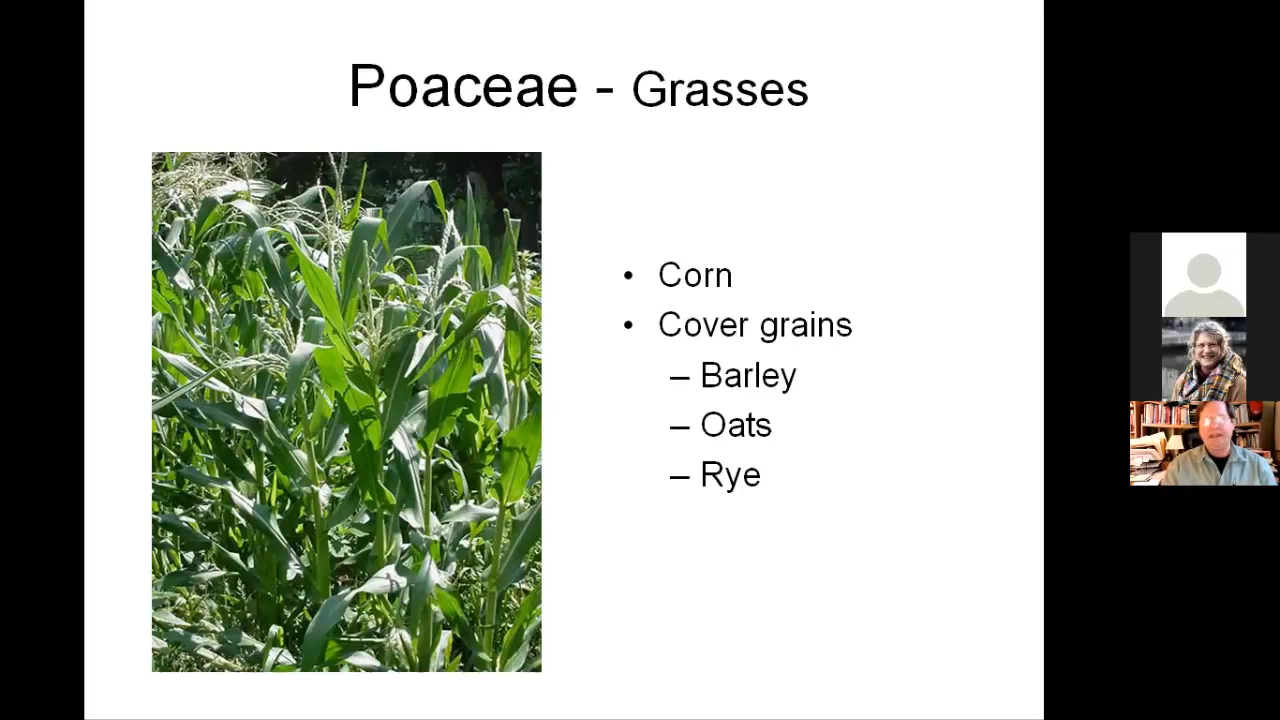 Poaceae - Grasses
• Corn
• Cover grains
– Barley
– Oats
– Rye